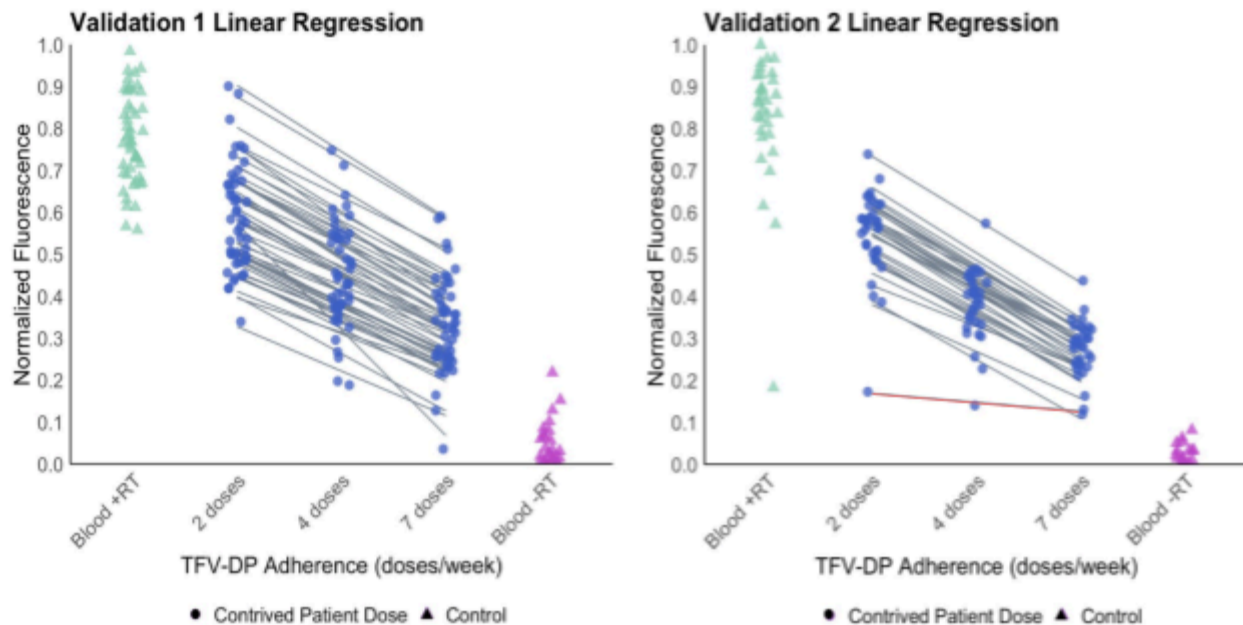 Validation 1 Linear Regression
1.0
0.9
0.8
0.7
0.6
0.5
0.4
0.3
0.2
0.1
0.0
Normalized Fluorescence
Blood +RT
2 doses
4 doses
7 doses
Blood -RT
TFV-DP Adherence (doses/week)
Contrived Patient Dose
Control
Validation 2 Linear Regression
1.0
0.9
0.8
0.7
0.6
0.5
0.4
0.3
0.2
0.1
0.0
Normalized Fluorescence
Blood +RT
2 doses
4 doses
7 doses
Blood -RT
TFV-DP Adherence (doses/week)
Contrived Patient Dose
Control